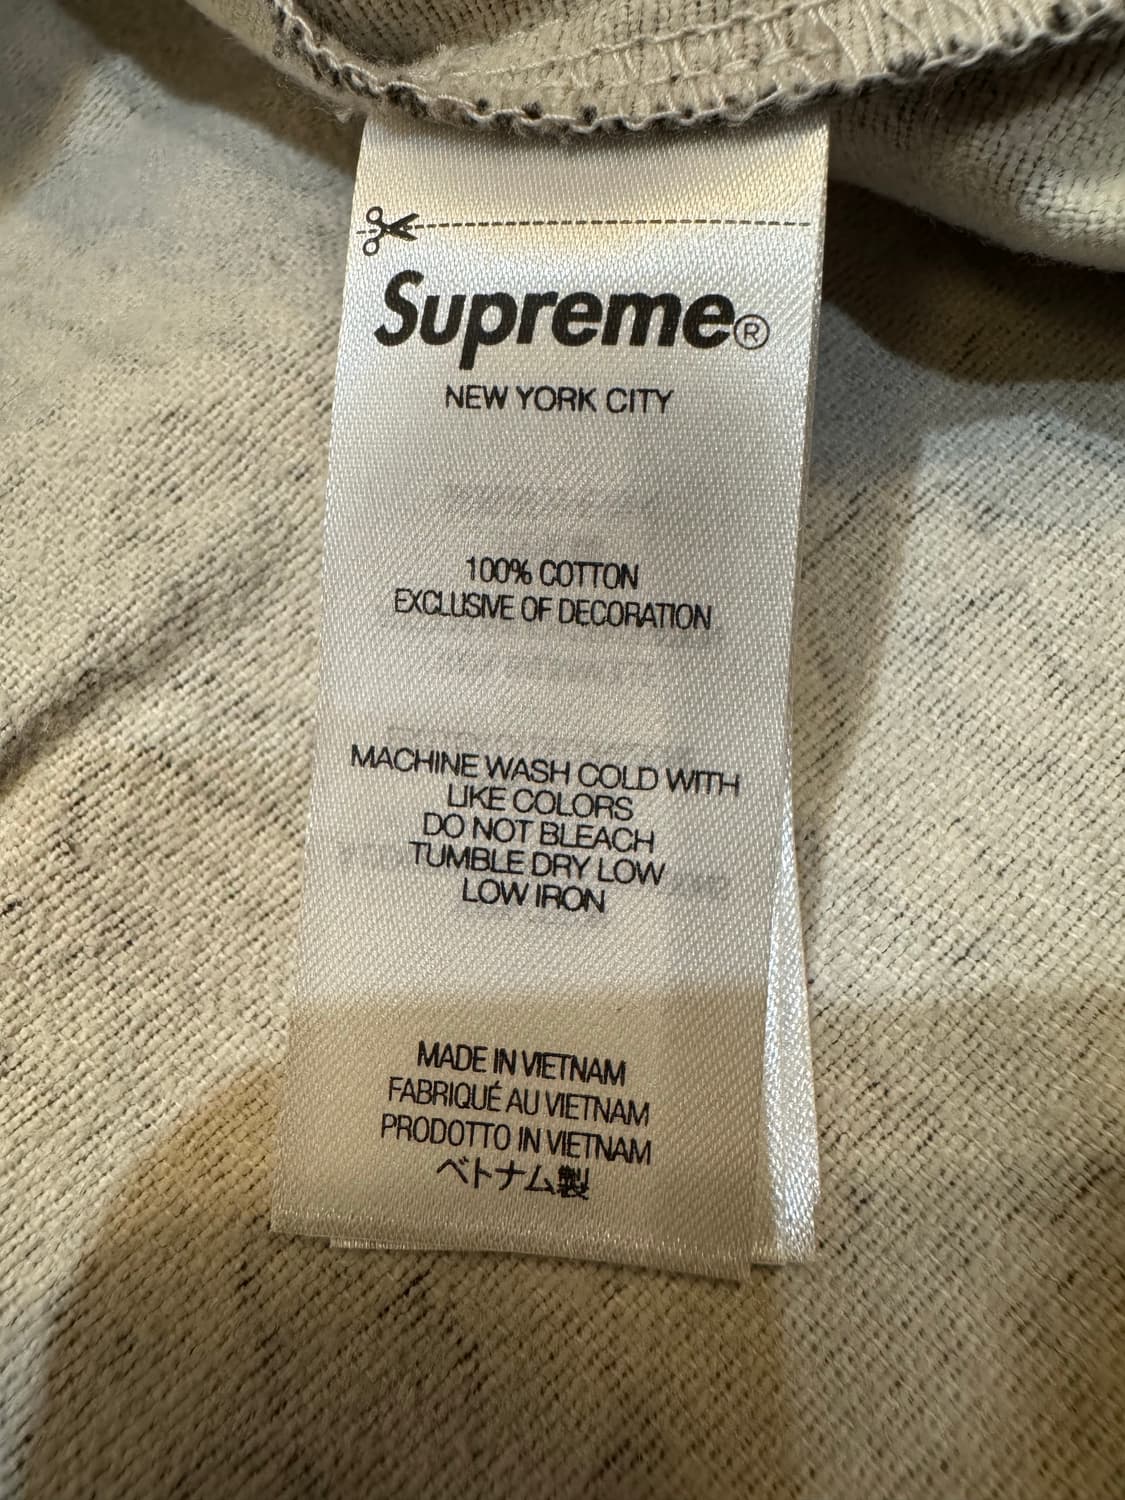 Supreme®
NEW YORK CITY
100% COTTON
EXCLUSIVE OF DECORATION
MACHINE WASH COLD WITH
LIKE COLORS
DO NOT BLEACH
TUMBLE DRY LOW
LOW IRON
MADE IN VIETNAM
FABRIQUÉ AU VIETNAM
PRODOTTO IN VIETNAM
ベトナム製